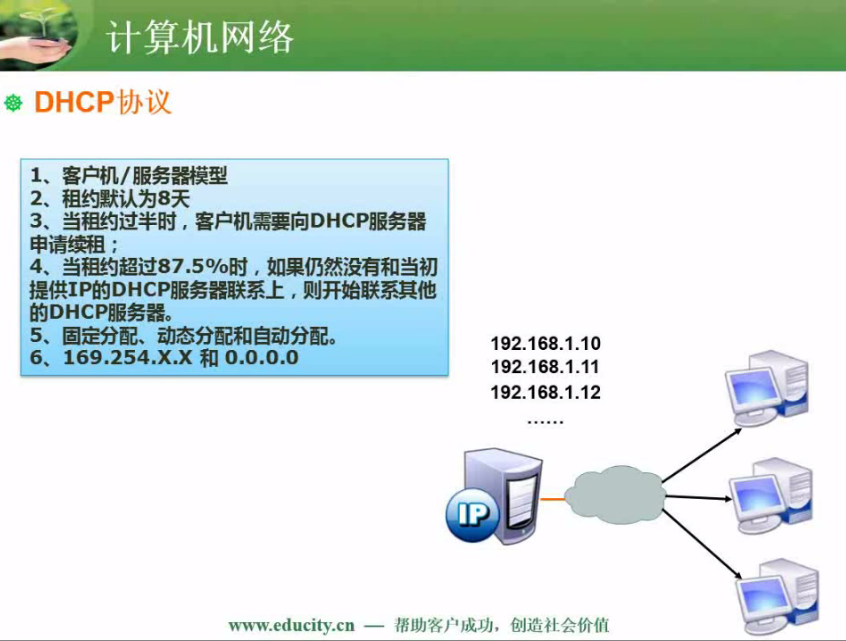 计算机网络
DHCP协议
1、客户机/服务器模型
2、租约默认为8天
3、当租约过半时，客户机需要向DHCP服务器
申请续租；
4、当租约超过87.5%时，如果仍然没有和当初
提供IP的DHCP服务器联系上，则开始联系其他
的DHCP服务器。
5、固定分配、动态分配和自动分配。
6、169.254.X.X 和 0.0.0.0
192.168.1.10
192.168.1.11
192.168.1.12
……
IP
www.educity.cn — 帮助客户成功，创造社会价值